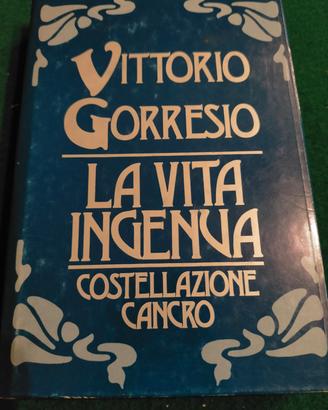 VITTORIO
GORRESIO
LA VITA
INGENUA
COSTELLAZIONE
CANCRO